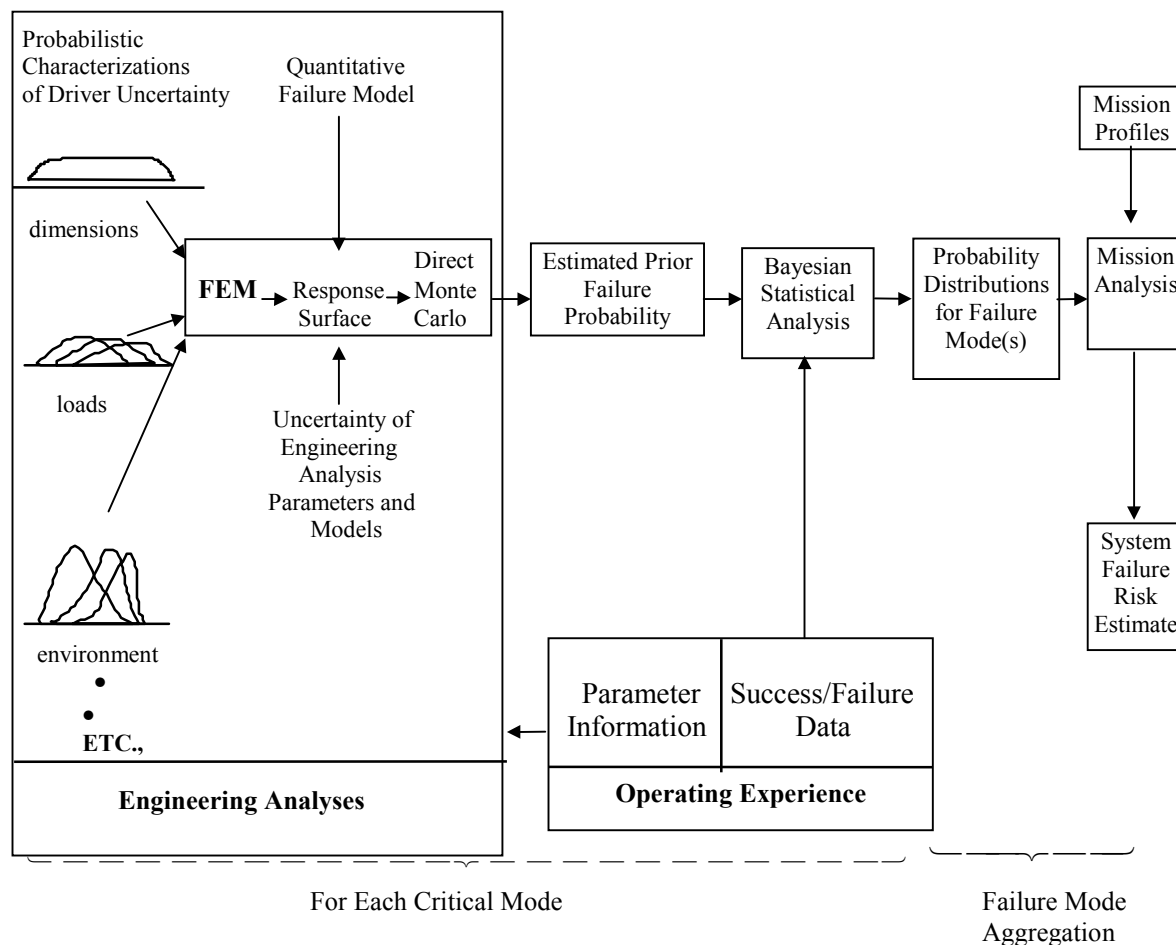 Probabilistic
Characterizations
of Driver Uncertainty
Quantitative
Failure Model
dimensions
loads
environment
ETC.,
FEM
Response
Surface
Direct
Monte
Carlo
Uncertainty of
Engineering
Analysis
Parameters and
Models
Engineering Analyses
Estimated Prior
Failure
Probability
Bayesian
Statistical
Analysis
Parameter
Information
Success/Failure
Data
Operating Experience
Probability
Distributions
for Failure
Mode(s)
Mission
Profiles
Mission
Analysis
System
Failure
Risk
Estimate
For Each Critical Mode
Failure Mode
Aggregation